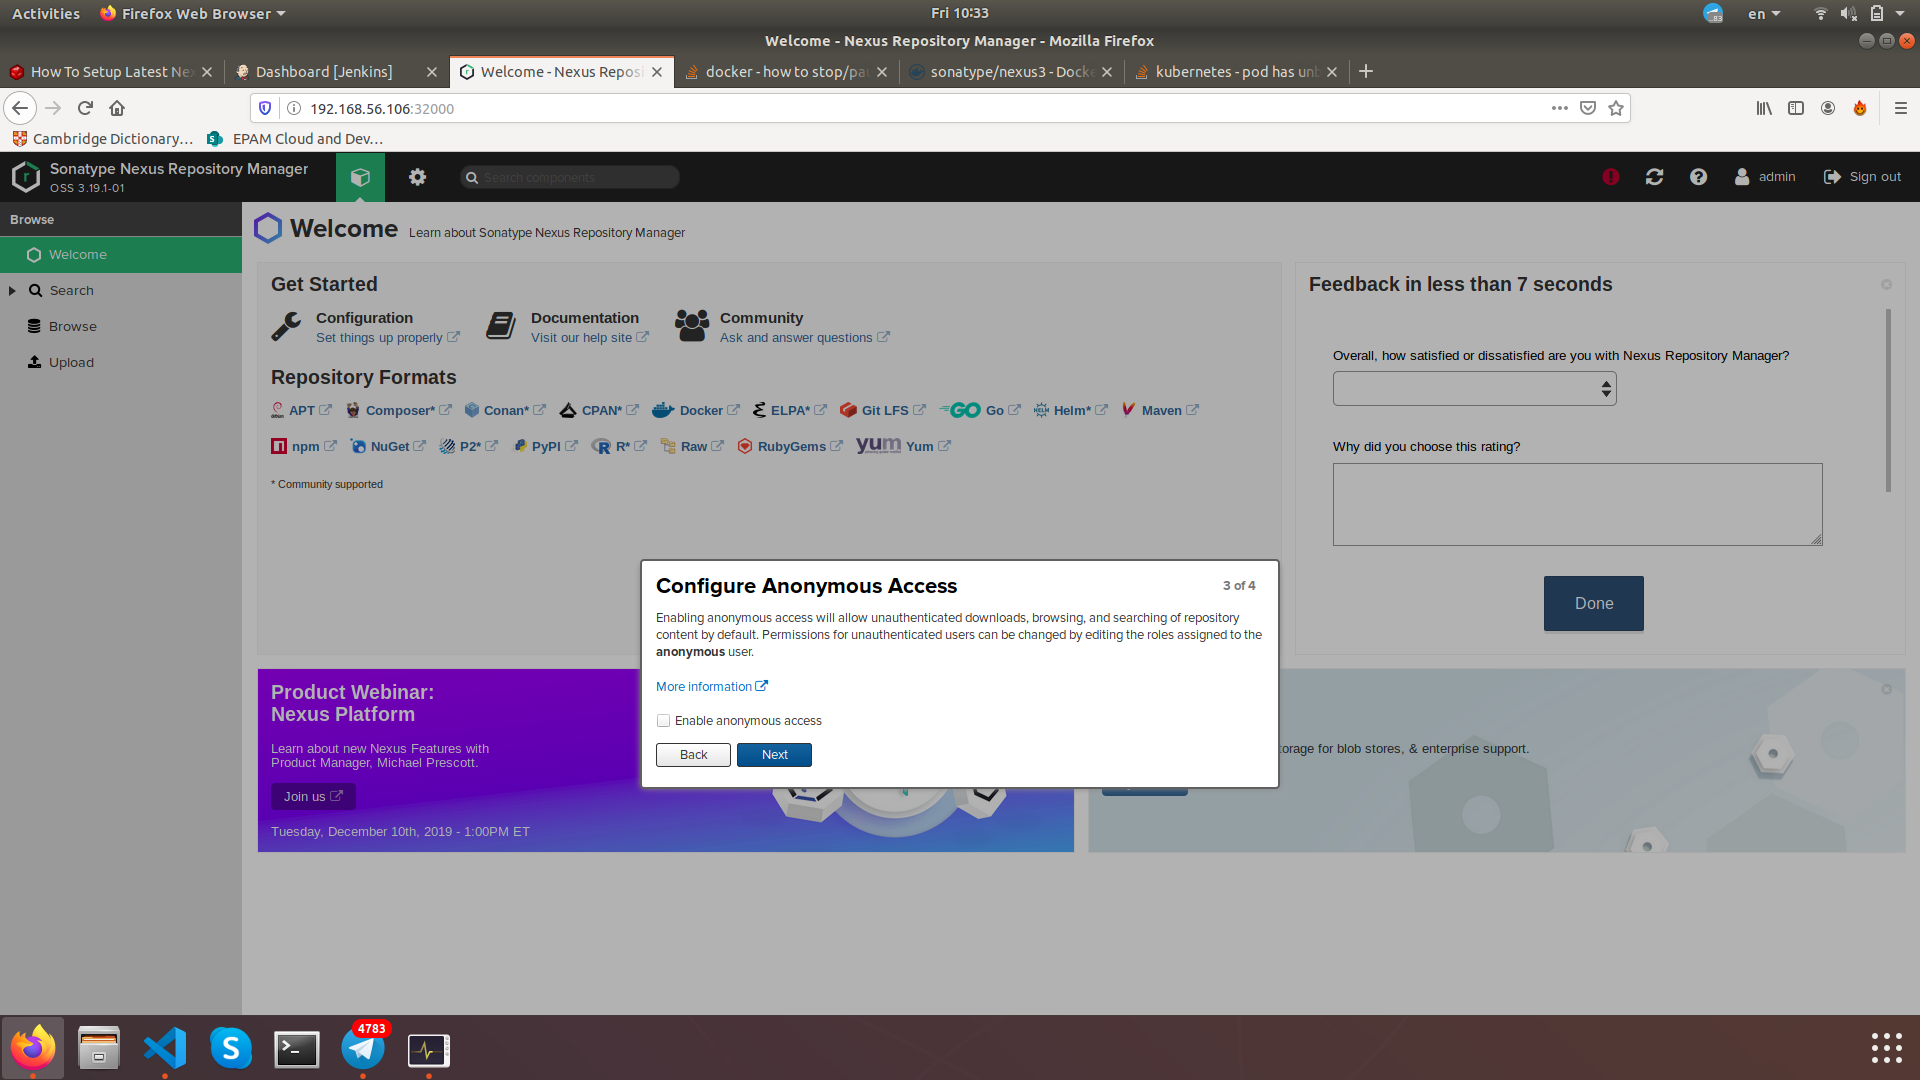 Activities
Firefox Web Browser
Fri 10:33
83
en
Welcome - Nexus Repository Manager - Mozilla Firefox
How To Setup Latest Nex
Dashboard [Jenkins]
Welcome - Nexus Reposi
docker - how to stop/pau
sonatype/nexus3 - Docke
kubernetes - pod has unb
192.168.56.106:32000
Cambridge Dictionary...
EPAM Cloud and Dev...
Sonatype Nexus Repository Manager
OSS 3.19.1-01
Search components
admin
Sign out
Browse
Welcome
Search
Browse
Upload
Welcome
Learn about Sonatype Nexus Repository Manager
Get Started
Configuration
Set things up properly
Documentation
Visit our help site
Community
Ask and answer questions
Repository Formats
APT
Composer*
Conan*
CPAN*
Docker
ELPA*
Git LFS
GO
Go
HELM
Helm*
Maven
npm
NuGet
P2*
PyPI
R*
Raw
RubyGems
yum
Yum
* Community supported
Feedback in less than 7 seconds
Overall, how satisfied or dissatisfied are you with Nexus Repository Manager?
Why did you choose this rating?
Done
Configure Anonymous Access
3 of 4
Enabling anonymous access will allow unauthenticated downloads, browsing, and searching of repository
content by default. Permissions for unauthenticated users can be changed by editing the roles assigned to the
anonymous user.
More information
Enable anonymous access
Back
Next
Product Webinar:
Nexus Platform
Learn about new Nexus Features with
Product Manager, Michael Prescott.
Join us
Tuesday, December 10th, 2019 - 1:00PM ET
orage for blob stores, & enterprise support.
4783